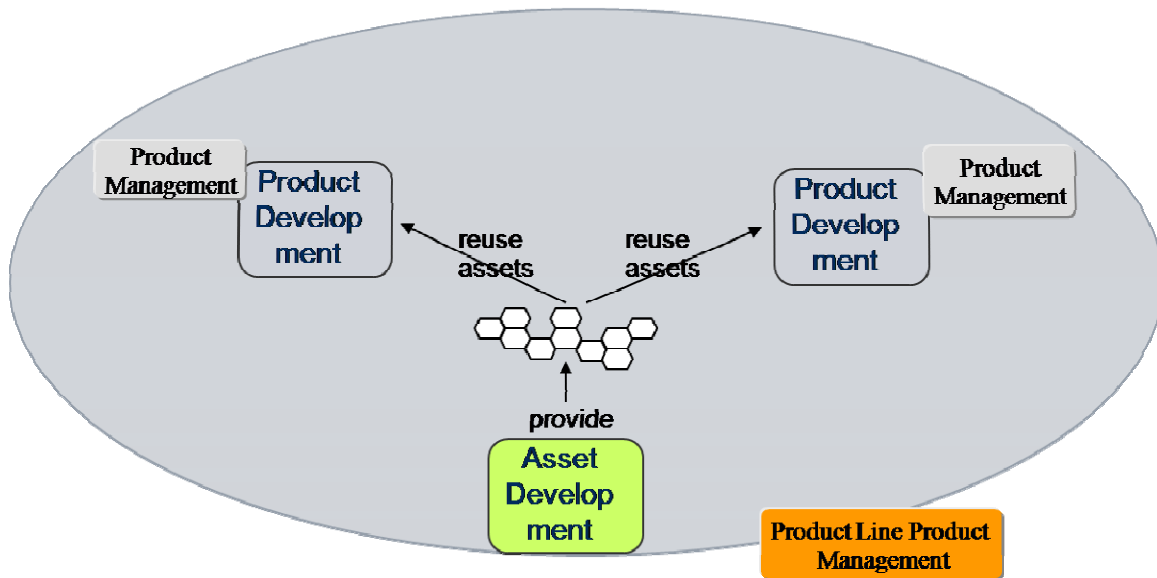 Product
Management
Product
Develop
ment
Product
Management
Product
Develop
ment
reuse
assets
reuse
assets
provide
Asset
Develop
ment
Product Line Product
Management